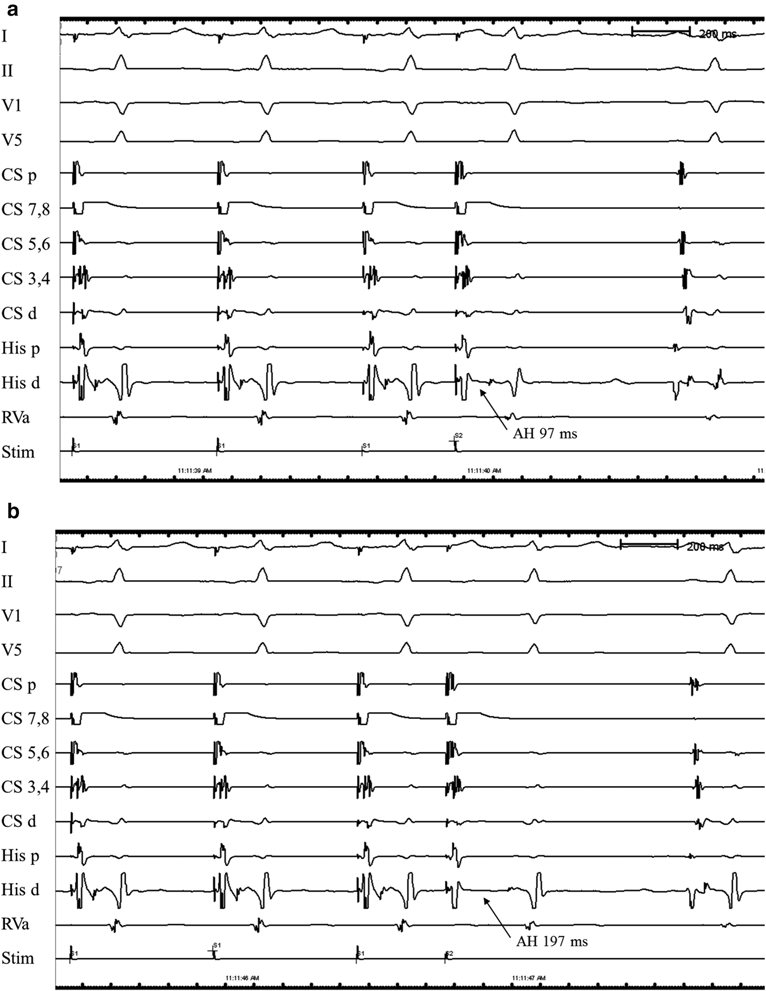 a
I
200 ms
II
V1
V5
CS p
CS 7,8
CS 5,6
CS 3,4
CS d
His p
His d
RVa
AH 97 ms
Stim
S1
S1
S1
S2
11:11:39 AM
11:11:40 AM
11
b
I
200 ms
II
07
V1
V5
CS p
CS 7,8
CS 5,6
CS 3,4
CS d
His p
His d
RVa
AH 197 ms
Stim
S1
S1
S1
S2
11:11:46 AM
11:11:47 AM